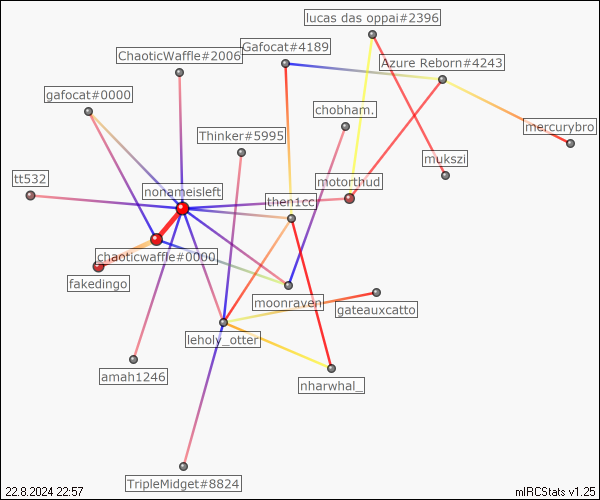 lucas das oppai#2396
Gafocat#4189
ChaoticWaffle#2006
Azure Reborn#4243
gafocat#0000
chobham.
mercurybro
Thinker#5995
mukszi
tt532
nonameisleft
motorthud
then1cc
chaoticwaffle#0000
fakedingo
moonraven
gateauxcatto
leholy_otter
amah1246
nharwhal_
TripleMidget#8824
22.8.2024 22:57
mIRCStats v1.25